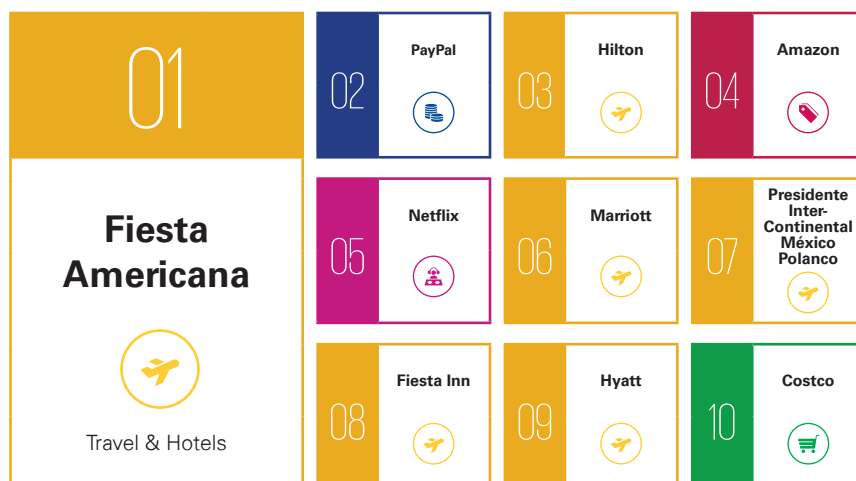 01
Fiesta
Americana
Travel & Hotels
02
PayPal
03
Hilton
04
Amazon
05
Netflix
06
Marriott
07
Presidente
Inter-
Continental
México
Polanco
08
Fiesta Inn
09
Hyatt
10
Costco